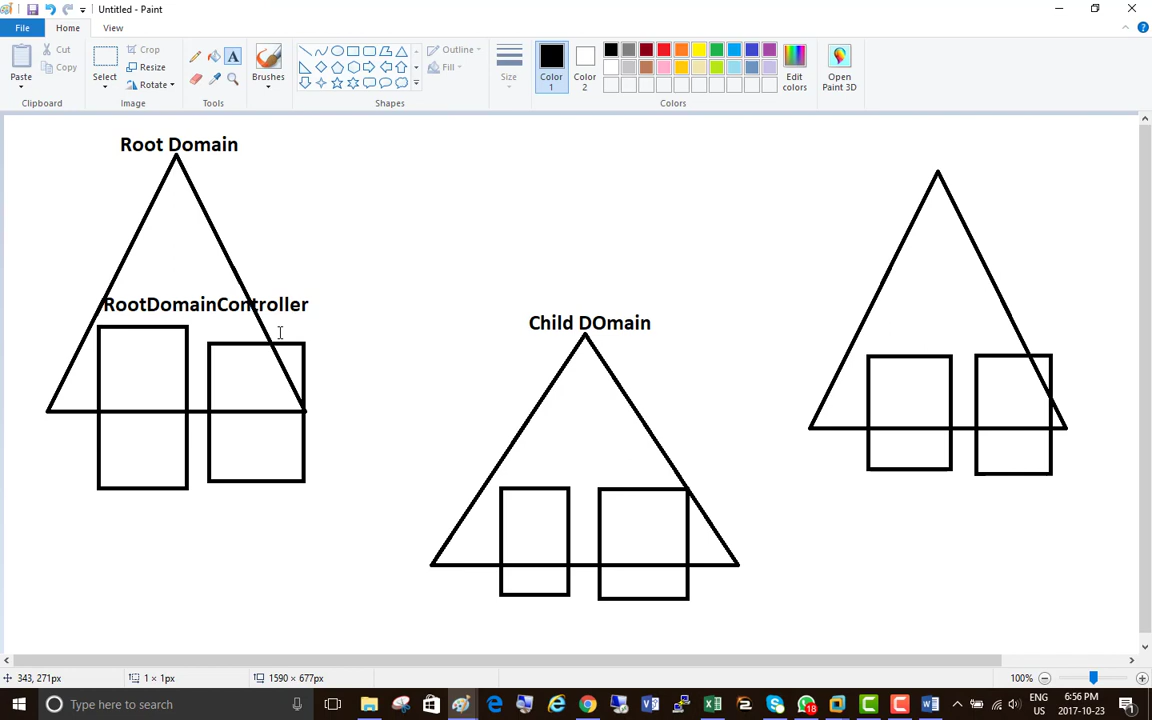 Untitled - Paint
File
Home
View
Paste
Cut
Copy
Clipboard
Select
Crop
Resize
Rotate
Image
Tools
Brushes
Shapes
Outline
Fill
Size
Color 1
Color 2
Colors
Edit colors
Open Paint 3D
Root Domain
RootDomainController
Child DOmain
343, 271px
1 × 1px
1590 × 677px
100%
Type here to search
18
ENG
US
6:56 PM
2017-10-23
1